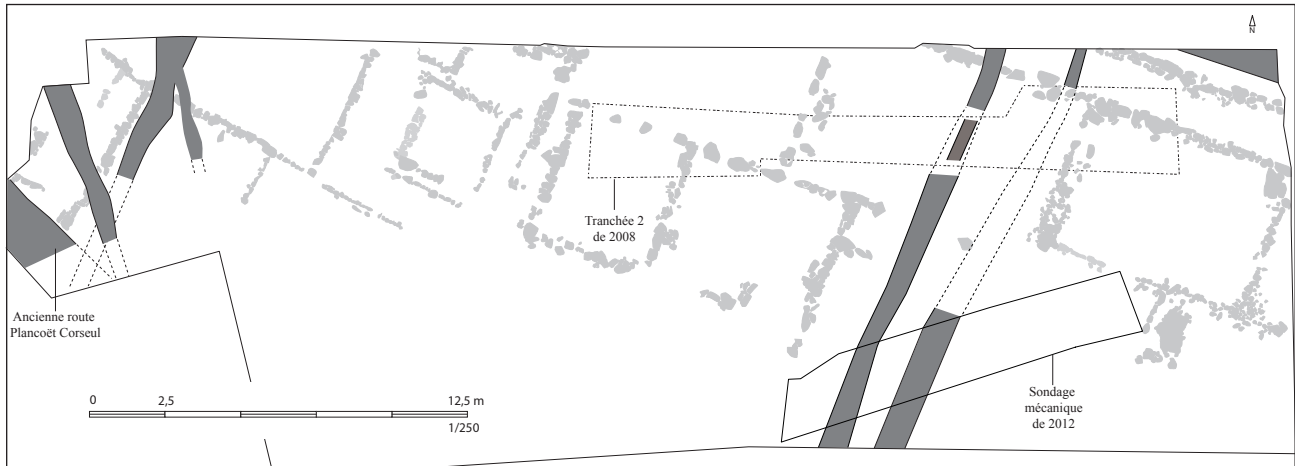 N
Tranchée 2
de 2008
Ancienne route
Plancoët Corseul
Sondage
mécanique
de 2012
0 2,5 12,5 m
1/250